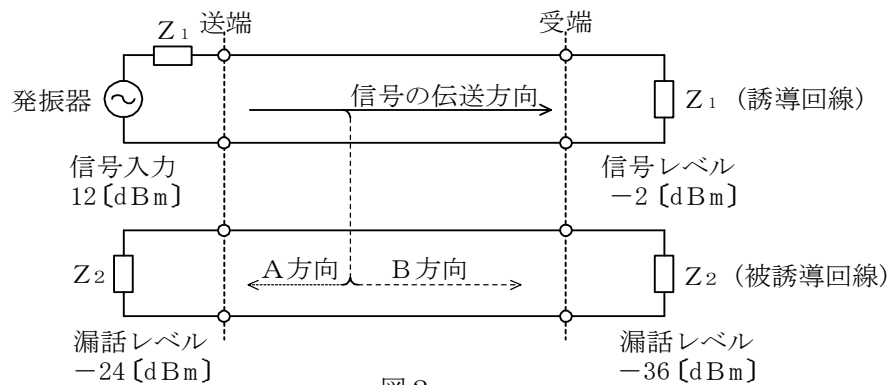 Z₁ 送端 受端
発振器 信号の伝送方向 Z₁ (誘導回線)
信号入力 信号レベル
12〔dBm〕 -2〔dBm〕
Z₂ A方向 B方向 Z₂ (被誘導回線)
漏話レベル 漏話レベル
-24〔dBm〕 -36〔dBm〕